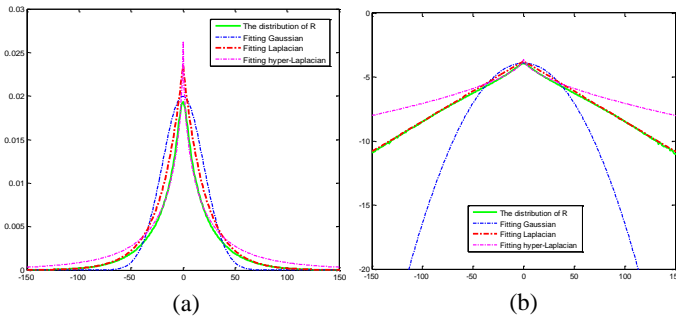 0.03
0.025
0.02
0.015
0.01
0.005
0
-150
-100
-50
0
50
100
150
The distribution of R
Fitting Gaussian
Fitting Laplacian
Fitting hyper-Laplacian
(a)
0
-5
-10
-15
-20
-150
-100
-50
0
50
100
150
The distribution of R
Fitting Gaussian
Fitting Laplacian
Fitting hyper-Laplacian
(b)